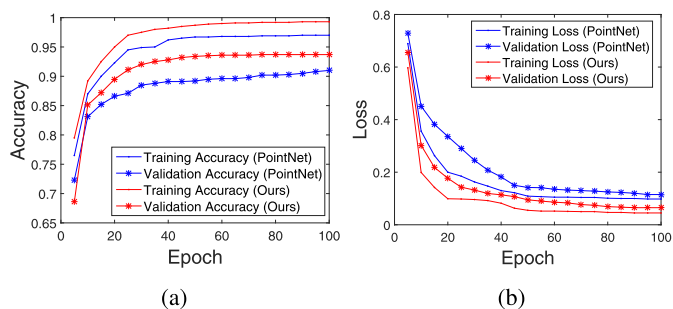 1
0.95
0.9
0.85
0.8
0.75
0.7
0.65
0 20 40 60 80 100
Accuracy
Epoch
Training Accuracy (PointNet)
Validation Accuracy (PointNet)
Training Accuracy (Ours)
Validation Accuracy (Ours)
(a)
0.8
0.6
0.4
0.2
0
0 20 40 60 80 100
Loss
Epoch
Training Loss (PointNet)
Validation Loss (PointNet)
Training Loss (Ours)
Validation Loss (Ours)
(b)